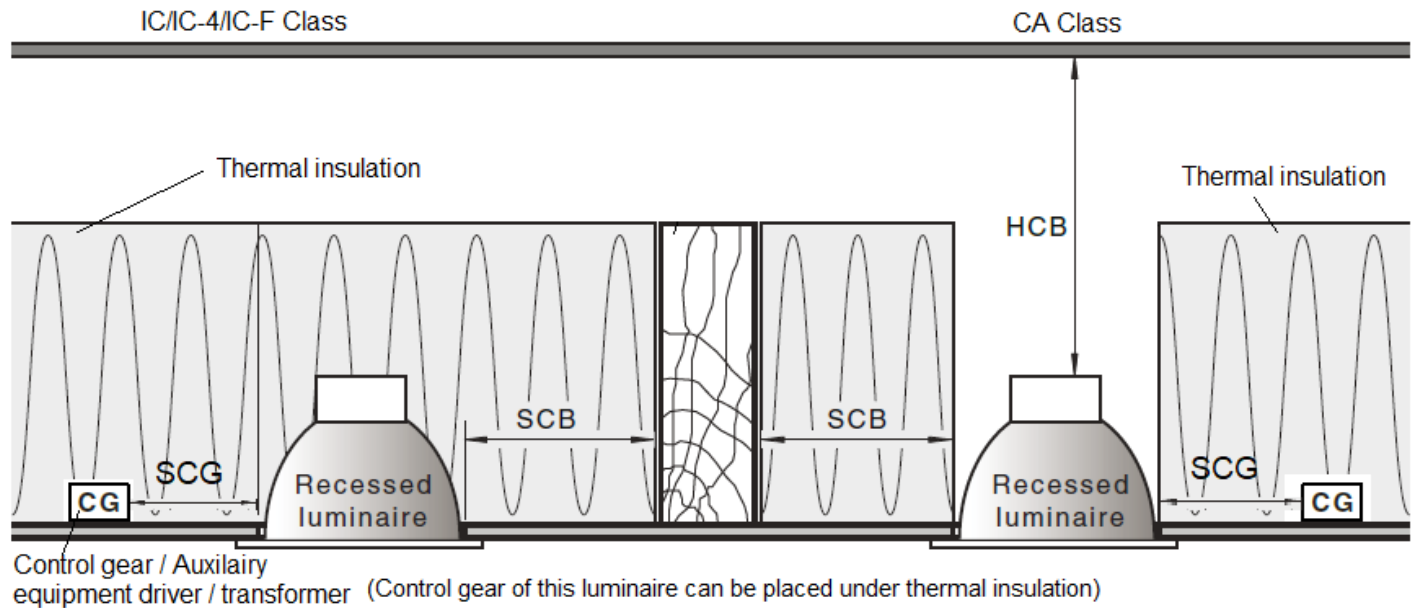 IC/IC-4/IC-F Class
CA Class
Thermal insulation
Thermal insulation
HCB
SCB
SCB
SCG
SCG
CG
Recessed
luminaire
Recessed
luminaire
CG
Control gear / Auxilairy
equipment driver / transformer
(Control gear of this luminaire can be placed under thermal insulation)